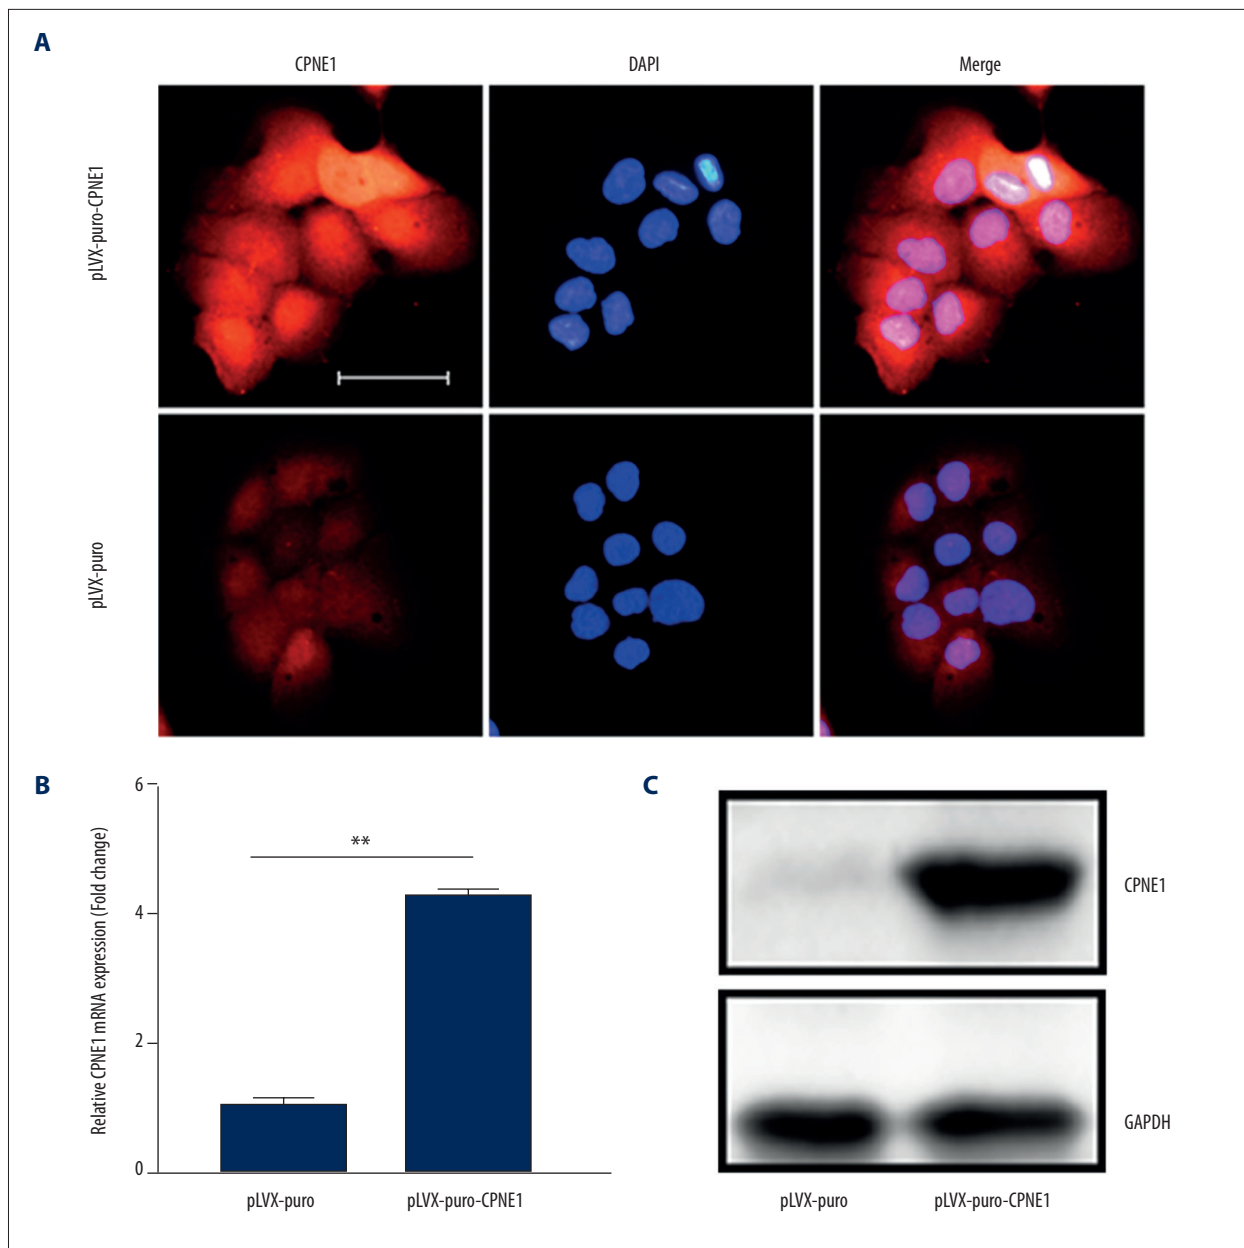 A
CPNE1
DAPI
Merge
pLVX-puro-CPNE1
pLVX-puro
B
Relative CPNE1 mRNA expression (Fold change)
6
4
2
0
**
pLVX-puro
pLVX-puro-CPNE1
C
CPNE1
GAPDH
pLVX-puro
pLVX-puro-CPNE1